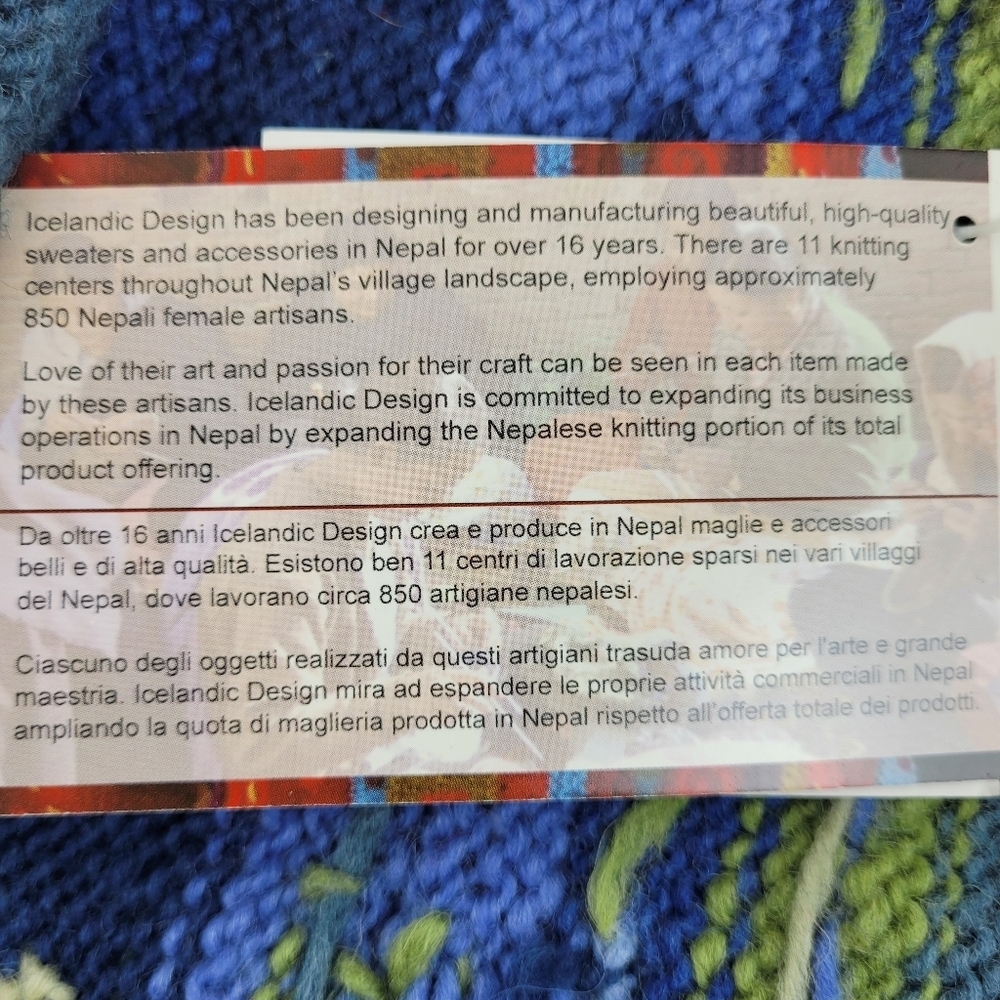 Icelandic Design has been designing and manufacturing beautiful, high-quality
sweaters and accessories in Nepal for over 16 years. There are 11 knitting
centers throughout Nepal's village landscape, employing approximately
850 Nepali female artisans.
Love of their art and passion for their craft can be seen in each item made
by these artisans. Icelandic Design is committed to expanding its business
operations in Nepal by expanding the Nepalese knitting portion of its total
product offering.
Da oltre 16 anni Icelandic Design crea e produce in Nepal maglie e accessori
belli e di alta qualità. Esistono ben 11 centri di lavorazione sparsi nei vari villaggi
del Nepal, dove lavorano circa 850 artigiane nepalesi.
Ciascuno degli oggetti realizzati da questi artigiani trasuda amore per l'arte e grande
maestria. Icelandic Design mira ad espandere le proprie attività commerciali in Nepal
ampliando la quota di maglieria prodotta in Nepal rispetto all'offerta totale dei prodotti.